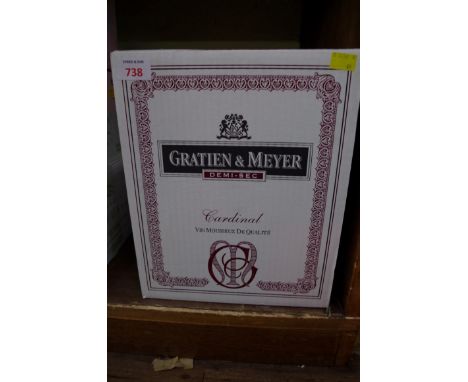 738
GRATIEN & MEYER
DEMI-SEC
Cardinal
VIN MOUSSEUX DE QUALITÉ